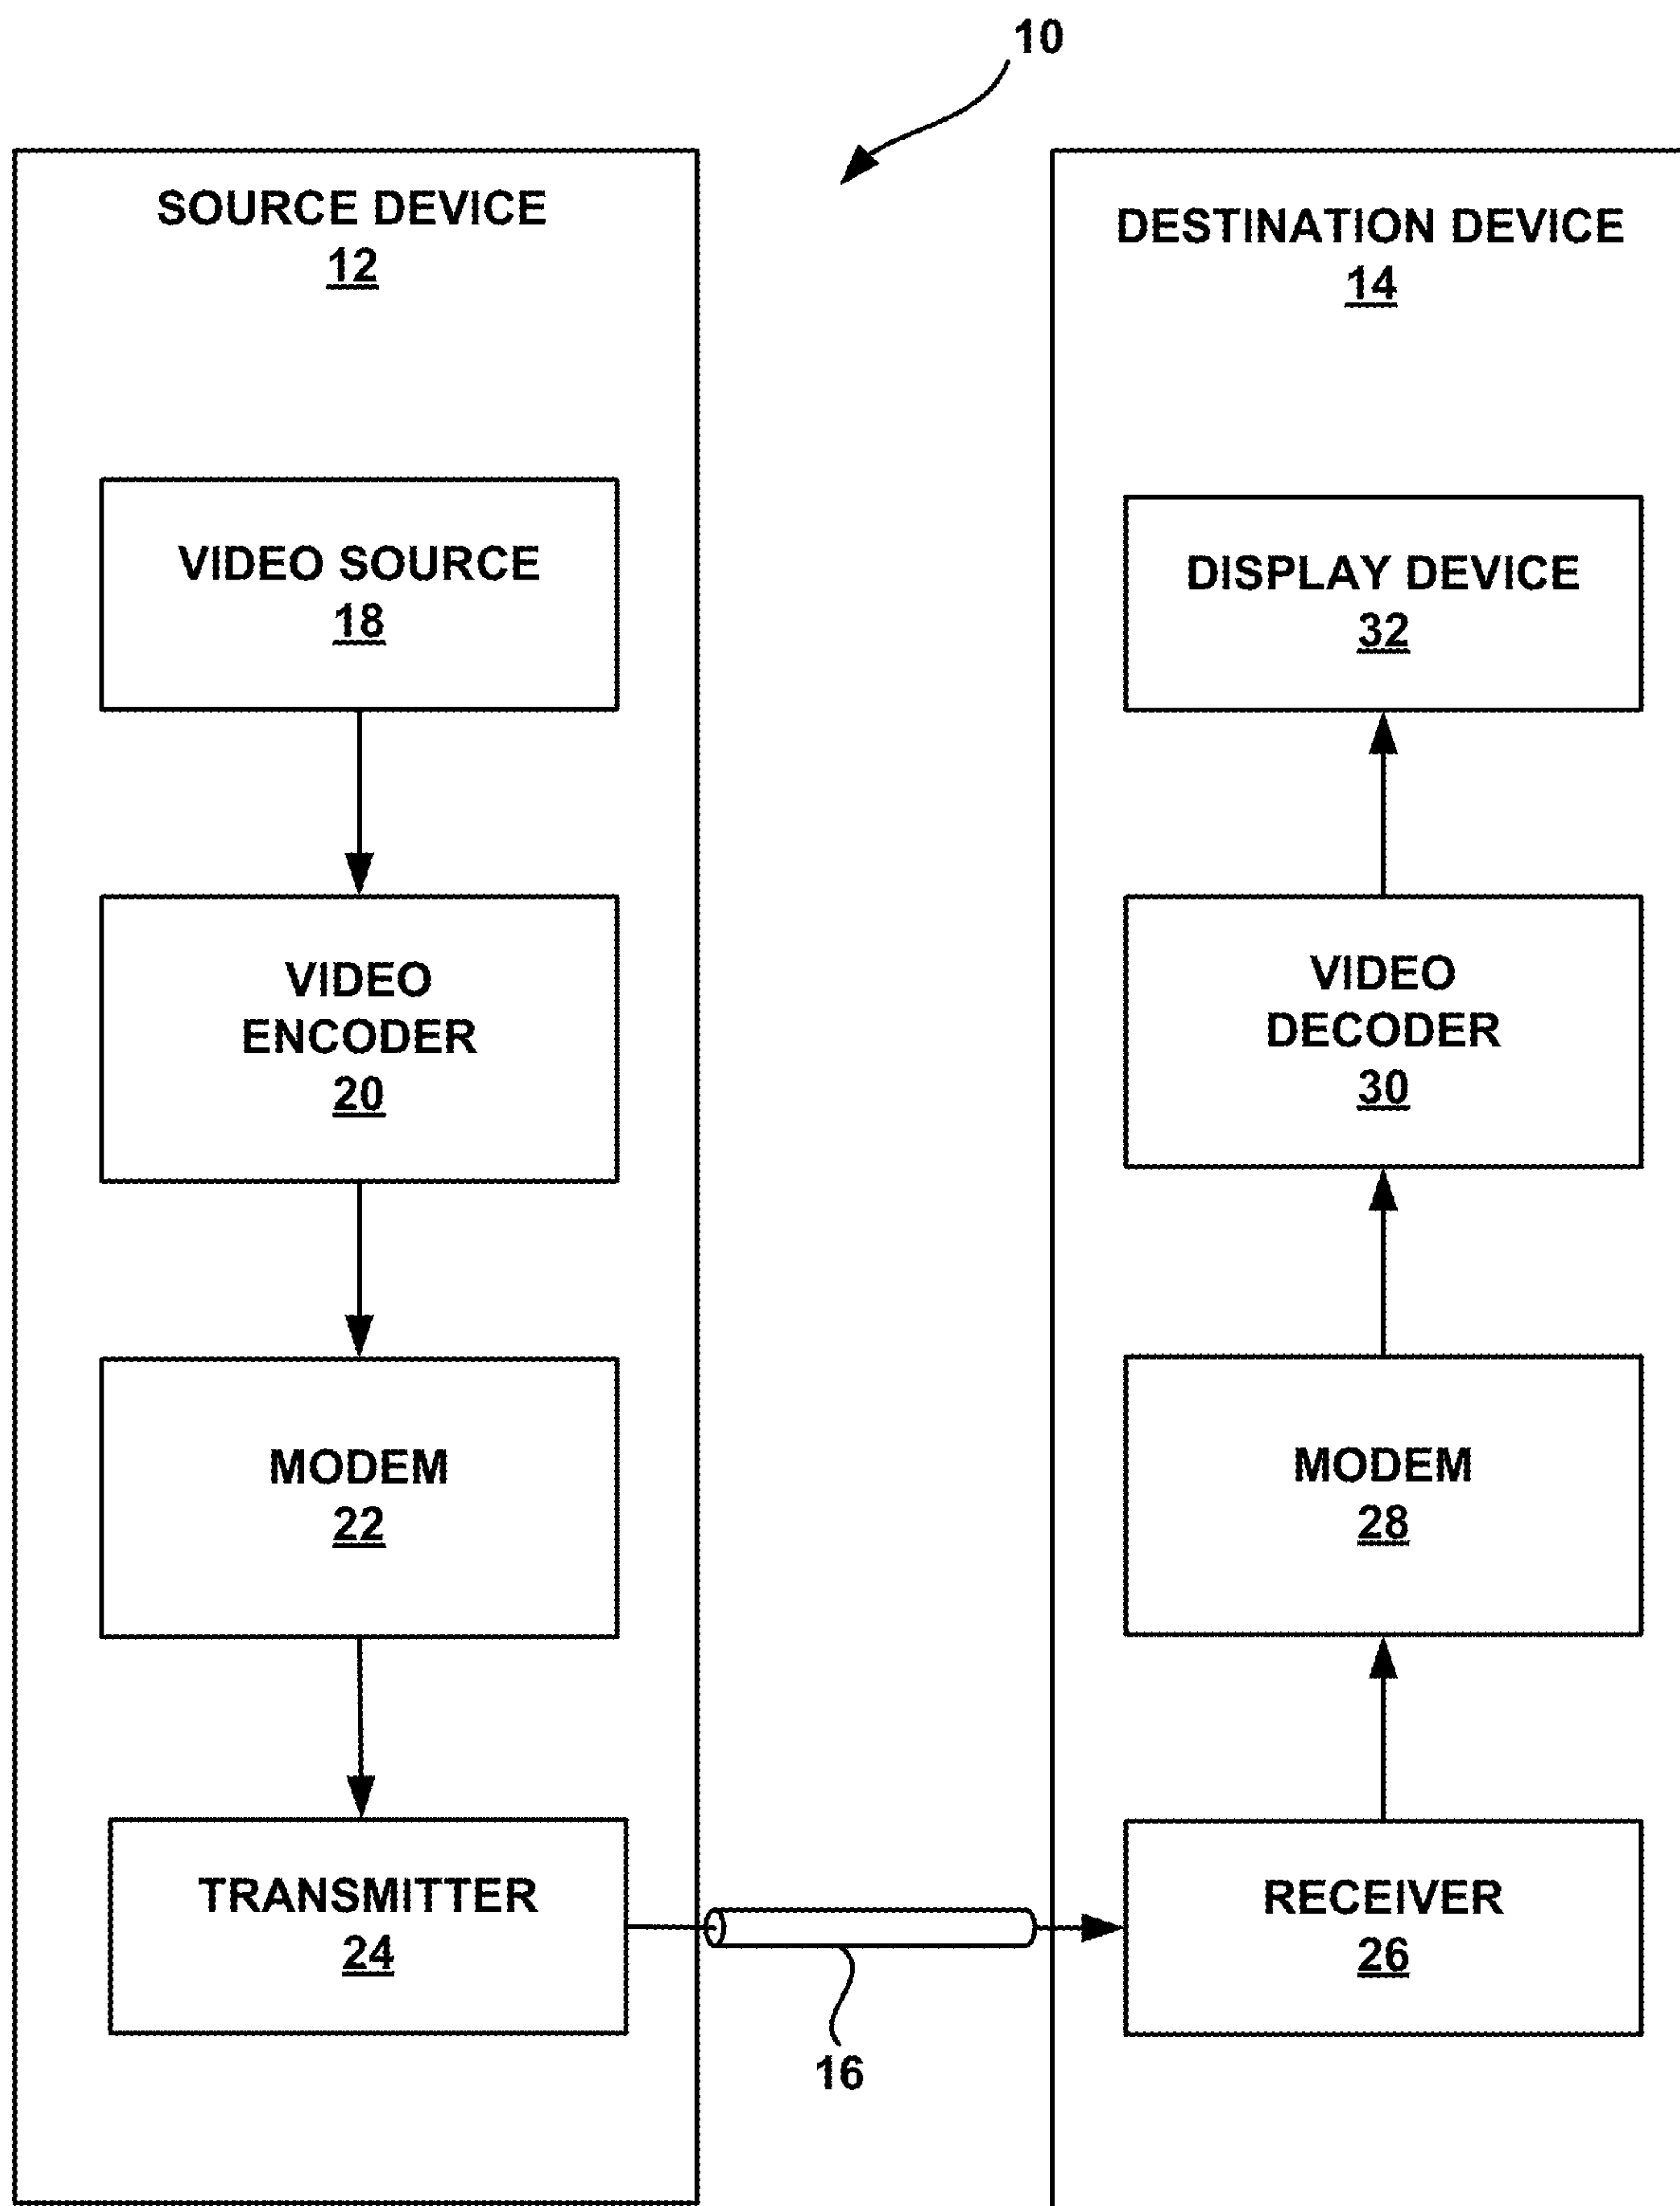 10
SOURCE DEVICE
12
VIDEO SOURCE
18
VIDEO
ENCODER
20
MODEM
22
TRANSMITTER
24
16
DESTINATION DEVICE
14
DISPLAY DEVICE
32
VIDEO
DECODER
30
MODEM
28
RECEIVER
26